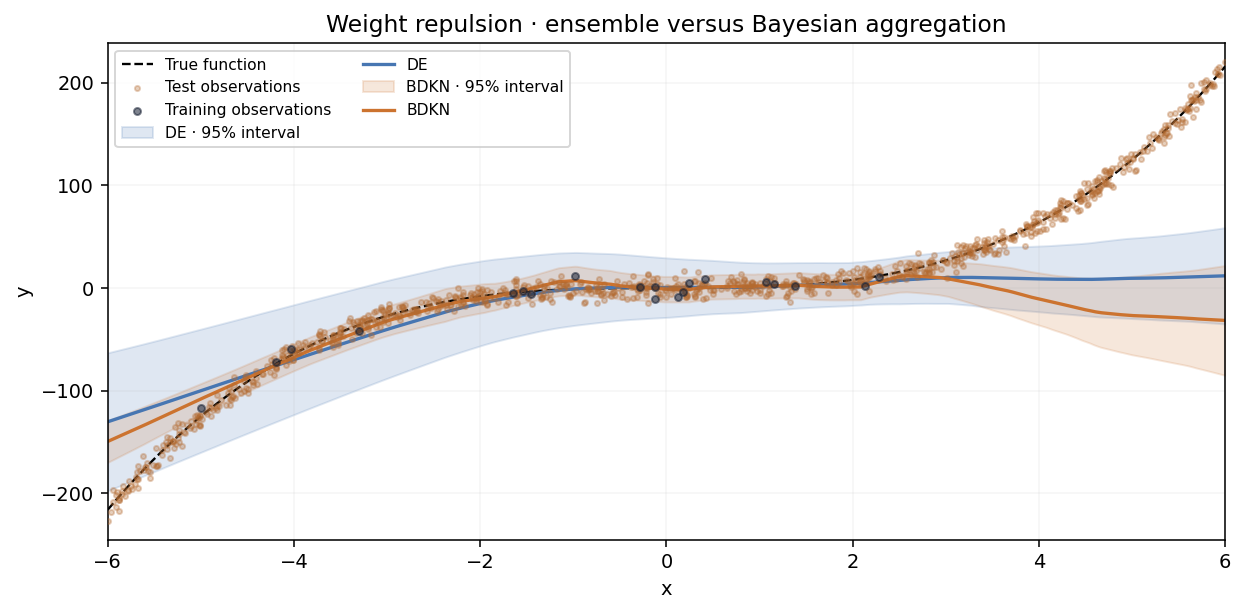 Weight repulsion · ensemble versus Bayesian aggregation
True function
Test observations
Training observations
DE · 95% interval
DE
BDKN · 95% interval
BDKN
200
100
0
−100
−200
y
−6
−4
−2
0
2
4
6
x